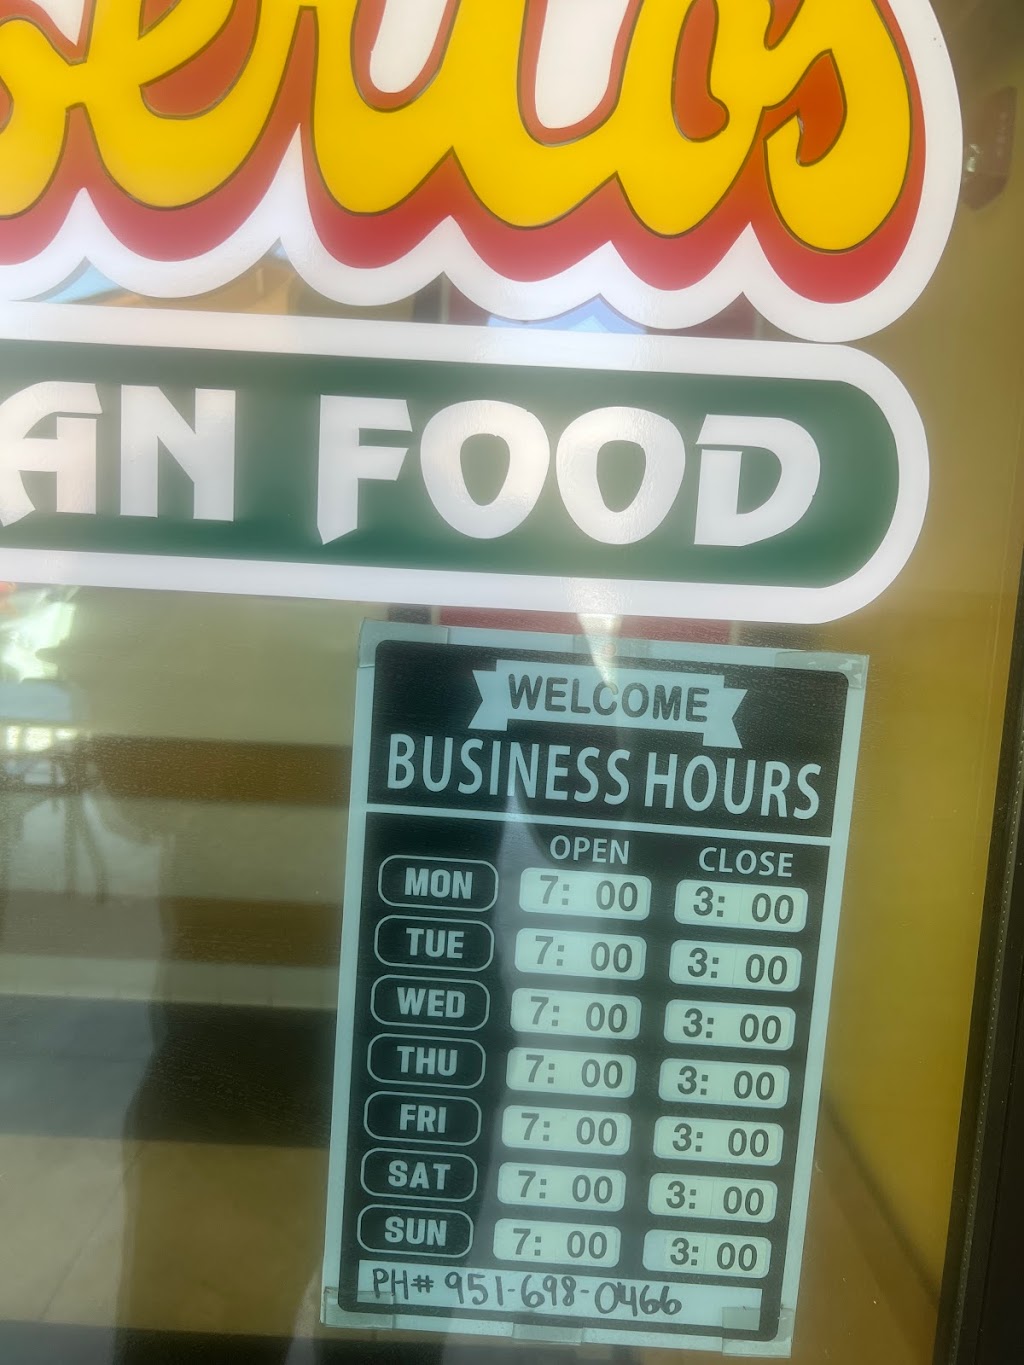 AN FOOD
WELCOME
BUSINESS HOURS
OPEN CLOSE
MON 7: 00 3: 00
TUE 7: 00 3: 00
WED 7: 00 3: 00
THU 7: 00 3: 00
FRI 7: 00 3: 00
SAT 7: 00 3: 00
SUN 7: 00 3: 00
PH# 951-698-0466